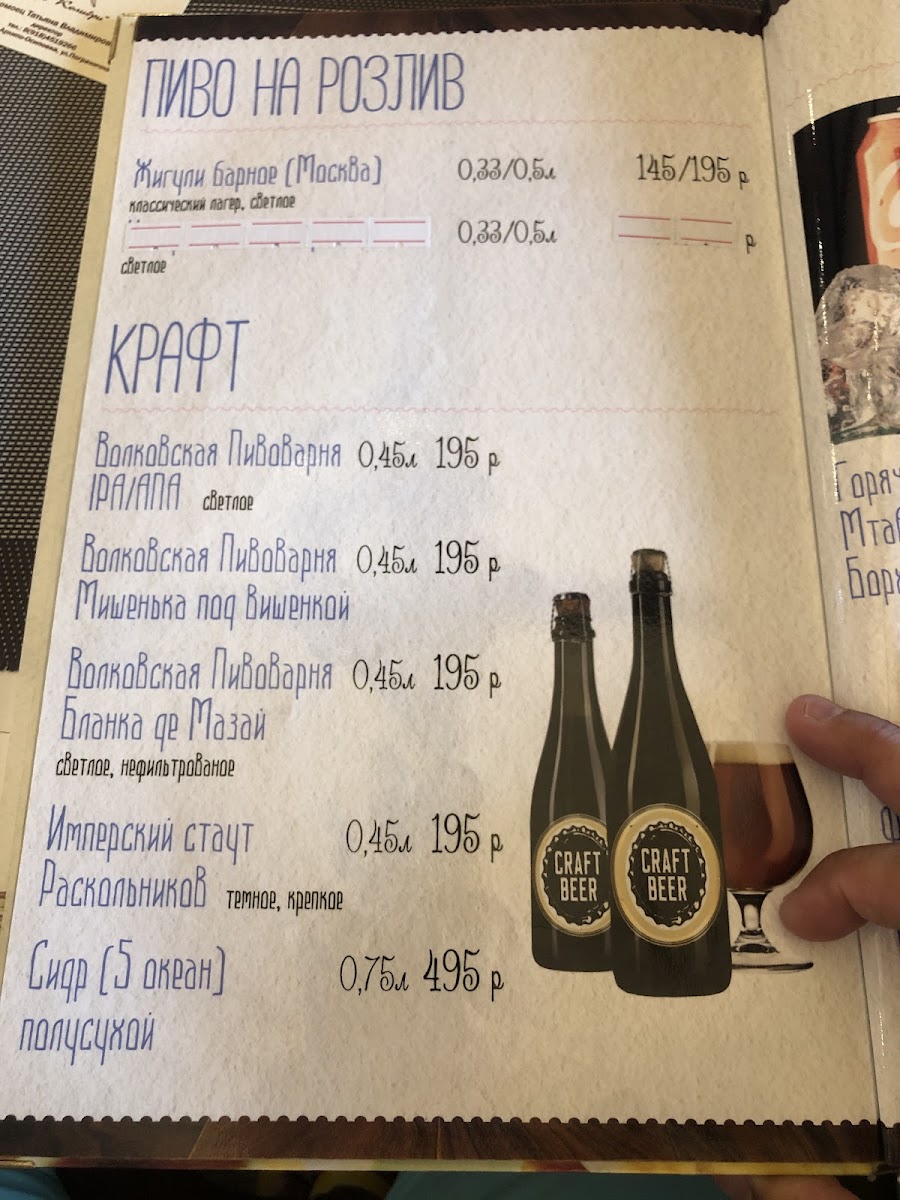 директор
ПИВО НА РОЗЛИВ
Жигули барное (Москва) 0,33/0,5л 145/195 р
классический лагер, светлое
0,33/0,5л р
светлое
КРАФТ
Волковская Пивоварня 0,45л 195 р
IPA/АПА светлое
Волковская Пивоварня 0,45л 195 р
Мишенька под вишенкой
Волковская Пивоварня 0,45л 195 р
Бланка де Мазай
светлое, нефильтрованое
Имперский стаут 0,45л 195 р
Раскольников темное, крепкое
Сидр (5 океан) 0,75л 495 р
полусухой
CRAFT
BEER
CRAFT
BEER